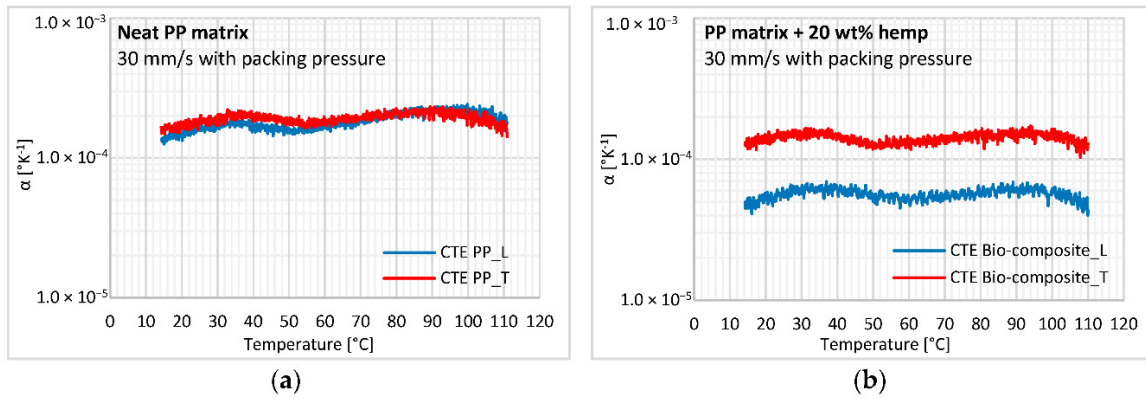 Neat PP matrix
30 mm/s with packing pressure
1.0 × 10⁻³
1.0 × 10⁻⁴
1.0 × 10⁻⁵
α [°K⁻¹]
CTE PP_L
CTE PP_T
0 10 20 30 40 50 60 70 80 90 100 110 120
Temperature [°C]
(a)
PP matrix + 20 wt% hemp
30 mm/s with packing pressure
1.0 × 10⁻³
1.0 × 10⁻⁴
1.0 × 10⁻⁵
α [°K⁻¹]
CTE Bio-composite_L
CTE Bio-composite_T
0 10 20 30 40 50 60 70 80 90 100 110 120
Temperature [°C]
(b)